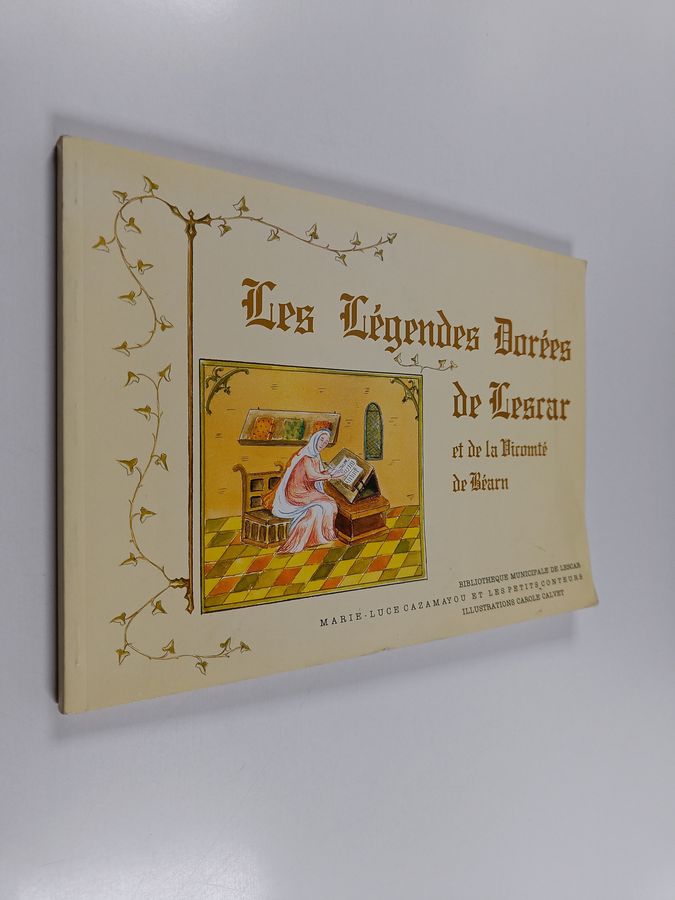 Les Légendes Dorées
de Lescar
et de la Vicomté
de Béarn
BIBLIOTHEQUE MUNICIPALE DE LESCAR
MARIE-LUCE CAZAMAYOU ET LES PETITS CONTEURS
ILLUSTRATIONS CAROLE CALVET